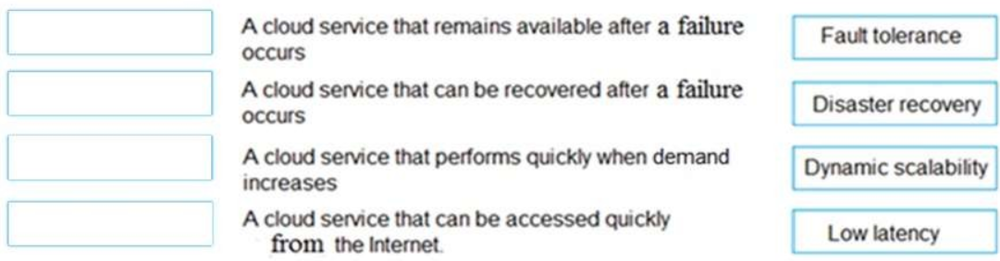 A cloud service that remains available after a failure
occurs
Fault tolerance
A cloud service that can be recovered after a failure
occurs
Disaster recovery
A cloud service that performs quickly when demand
increases
Dynamic scalability
A cloud service that can be accessed quickly
from the Internet.
Low latency